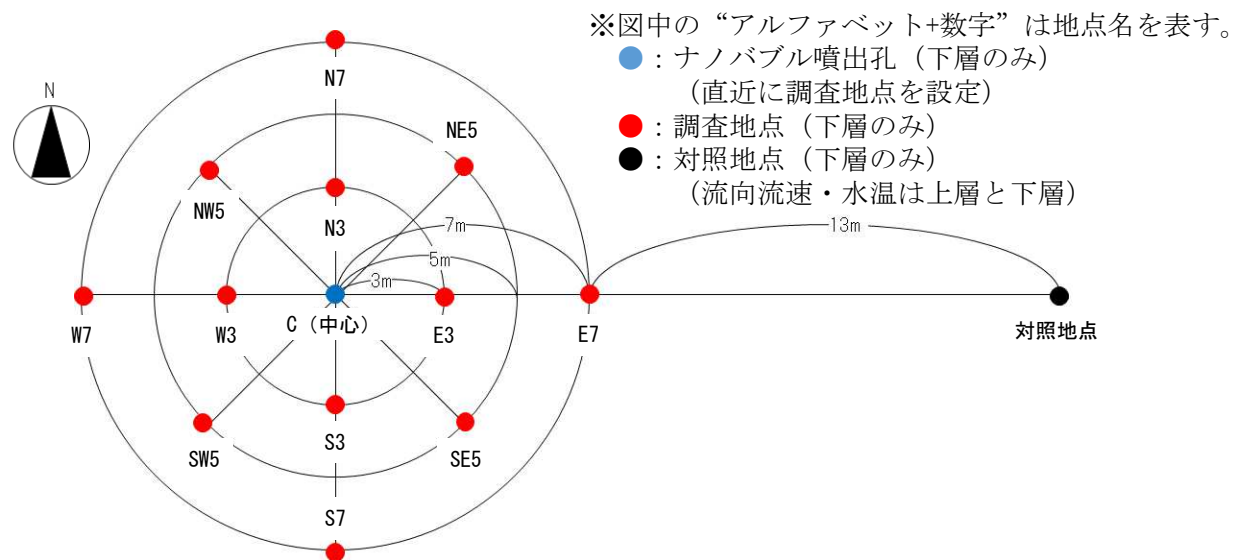 ※図中の“アルファベット+数字”は地点名を表す。
●：ナノバブル噴出孔（下層のみ）
（直近に調査地点を設定）
●：調査地点（下層のみ）
●：対照地点（下層のみ）
（流向流速・水温は上層と下層）
N
N7
NE5
NW5
N3
7m
13m
5m
3m
W7
W3
C（中心）
E3
E7
対照地点
S3
SW5
SE5
S7